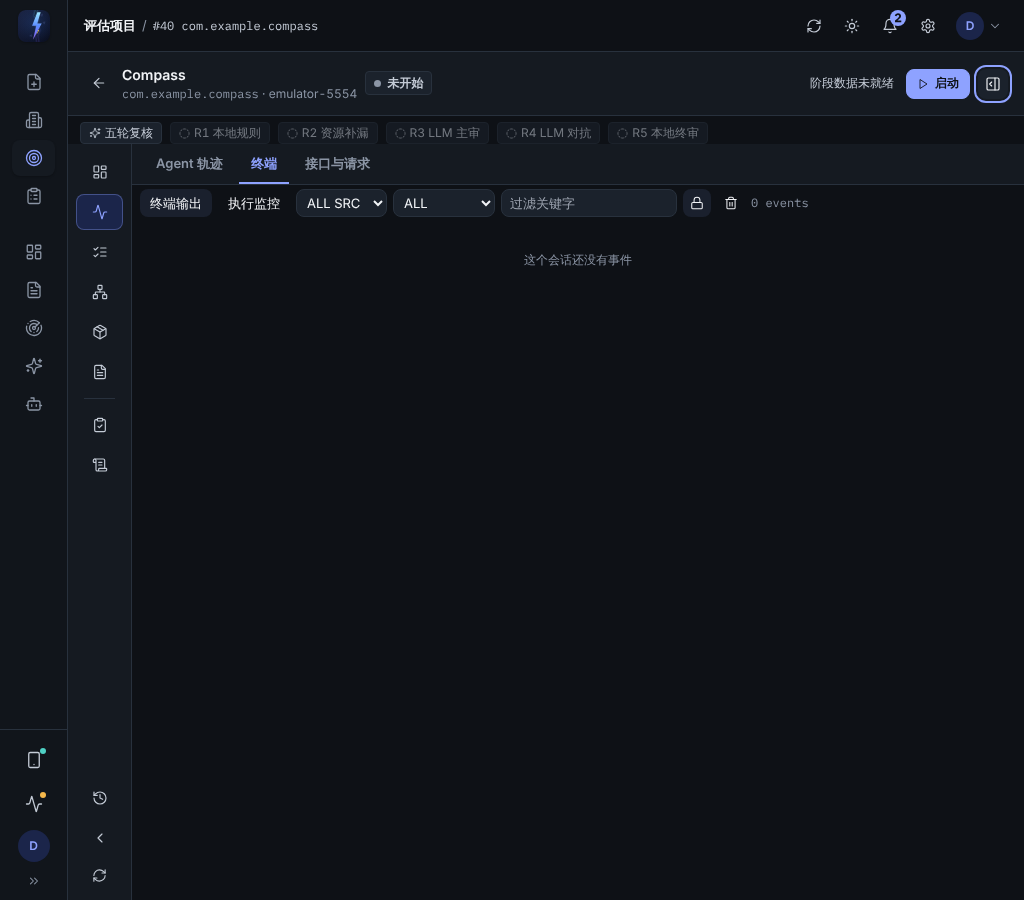 评估项目 / #40 com.example.compass
2
D
Compass
com.example.compass · emulator-5554
未开始
阶段数据未就绪
启动
五轮复核
R1 本地规则
R2 资源补漏
R3 LLM 主审
R4 LLM 对抗
R5 本地终审
Agent 轨迹
终端
接口与请求
终端输出
执行监控
ALL SRC
ALL
过滤关键字
0 events
这个会话还没有事件
D